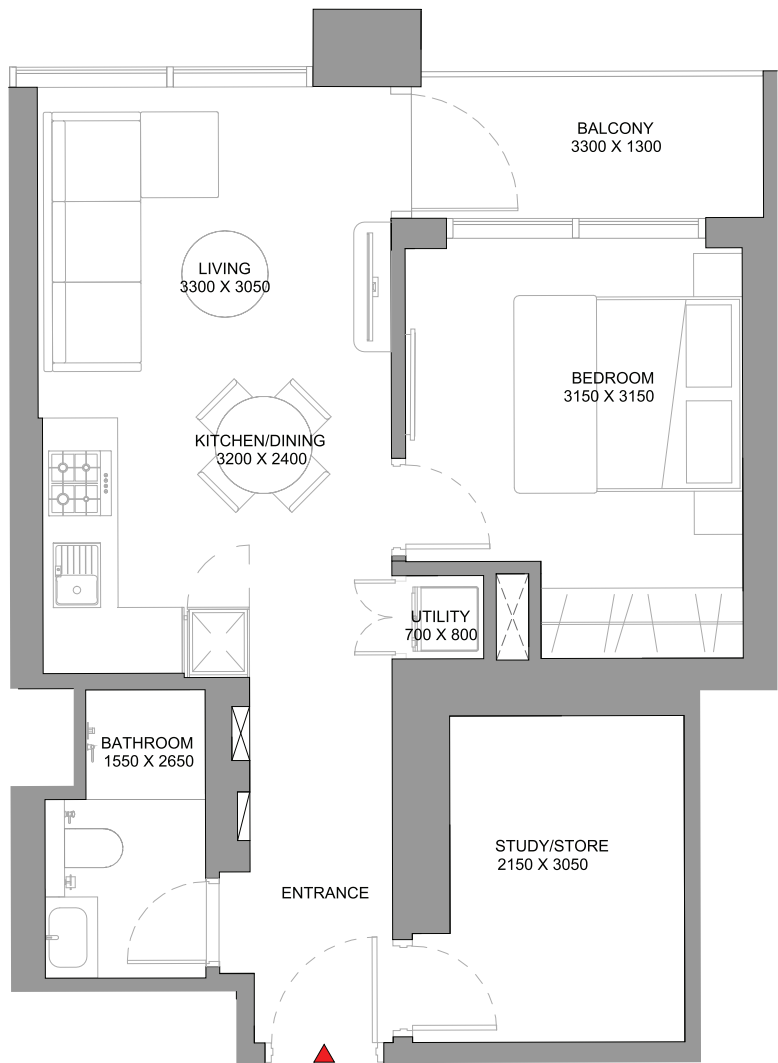 BALCONY
3300 X 1300
LIVING
3300 X 3050
BEDROOM
3150 X 3150
KITCHEN/DINING
3200 X 2400
UTILITY
700 X 800
BATHROOM
1550 X 2650
STUDY/STORE
2150 X 3050
ENTRANCE